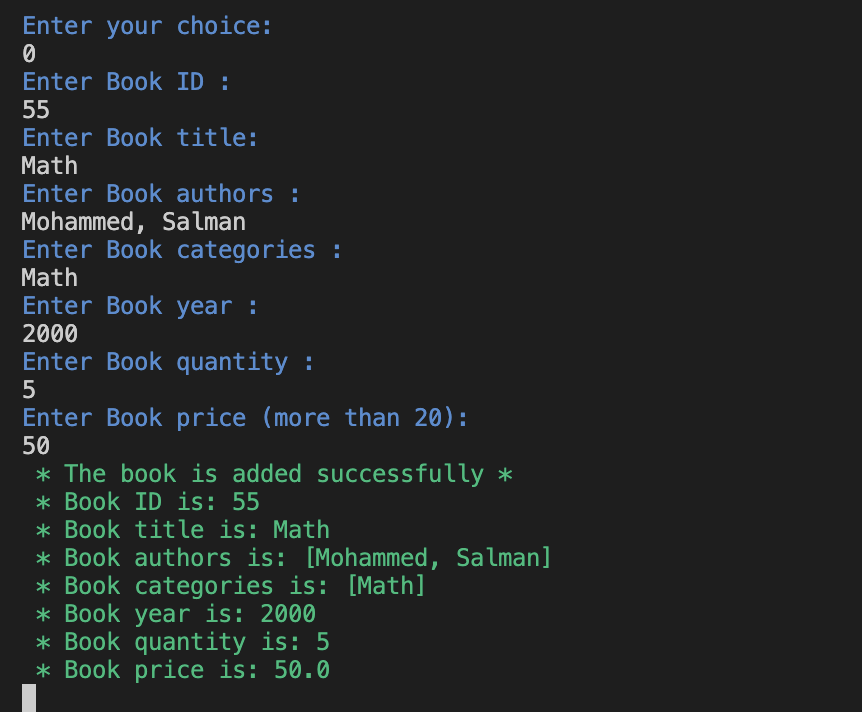 Enter your choice:
0
Enter Book ID :
55
Enter Book title:
Math
Enter Book authors :
Mohammed, Salman
Enter Book categories :
Math
Enter Book year :
2000
Enter Book quantity :
5
Enter Book price (more than 20):
50
* The book is added successfully *
* Book ID is: 55
* Book title is: Math
* Book authors is: [Mohammed, Salman]
* Book categories is: [Math]
* Book year is: 2000
* Book quantity is: 5
* Book price is: 50.0